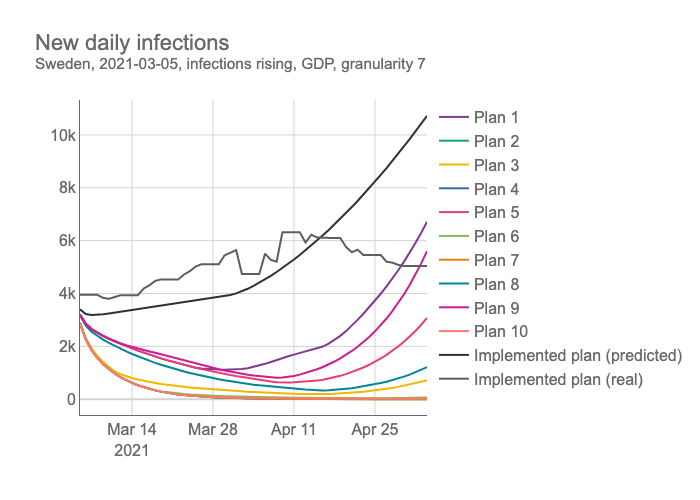 New daily infections
Sweden, 2021-03-05, infections rising, GDP, granularity 7
10k
8k
6k
4k
2k
0
Mar 14
2021
Mar 28
Apr 11
Apr 25
Plan 1
Plan 2
Plan 3
Plan 4
Plan 5
Plan 6
Plan 7
Plan 8
Plan 9
Plan 10
Implemented plan (predicted)
Implemented plan (real)